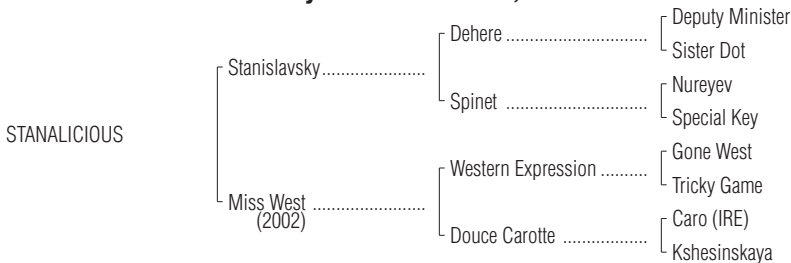 Deputy Minister
Dehere ..............................
Sister Dot
Stanislavsky......................
Nureyev
Spinet ..............................
Special Key
STANALICIOUS
Gone West
Western Expression ..........
Tricky Game
Miss West ........................
(2002)
Caro (IRE)
Douce Carotte ..................
Kshesinskaya